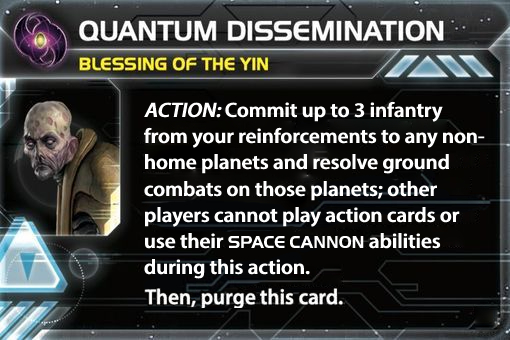 QUANTUM DISSEMINATION
BLESSING OF THE YIN
ACTION: Commit up to 3 infantry
from your reinforcements to any non-
home planets and resolve ground
combats on those planets; other
players cannot play action cards or
use their SPACE CANNON abilities
during this action.
Then, purge this card.